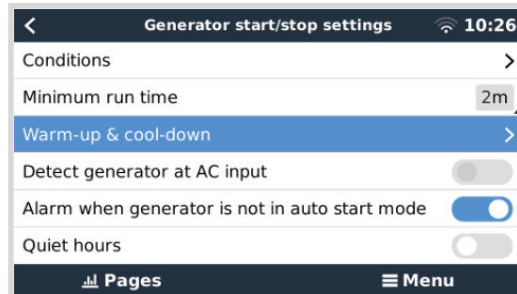 Generator start/stop settings 10:26
Conditions
Minimum run time 2m
Warm-up & cool-down
Detect generator at AC input
Alarm when generator is not in auto start mode
Quiet hours
Pages Menu